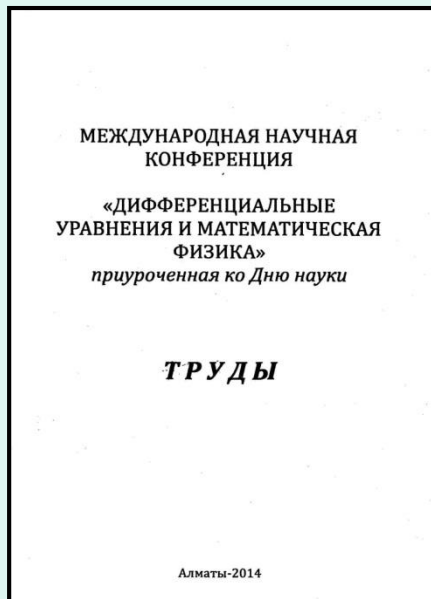 МЕЖДУНАРОДНАЯ НАУЧНАЯ
КОНФЕРЕНЦИЯ
«ДИФФЕРЕНЦИАЛЬНЫЕ
УРАВНЕНИЯ И МАТЕМАТИЧЕСКАЯ
ФИЗИКА»
приуроченная ко Дню науки
ТРУДЫ
Алматы-2014